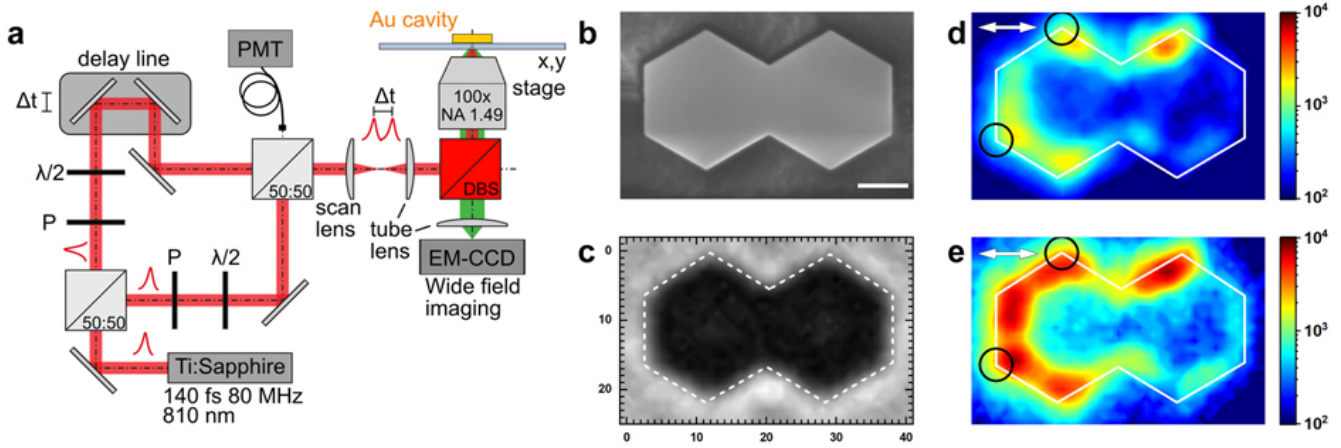 a
delay line
Δt
λ/2
P
50:50
P
λ/2
Ti:Sapphire
140 fs 80 MHz
810 nm
PMT
50:50
scan
lens
Δt
tube
lens
Au cavity
x,y
stage
100x
NA 1.49
DBS
EM-CCD
Wide field
imaging
b
c
0
10
20
0
10
20
30
40
d
10⁴
10³
10²
e
10⁴
10³
10²